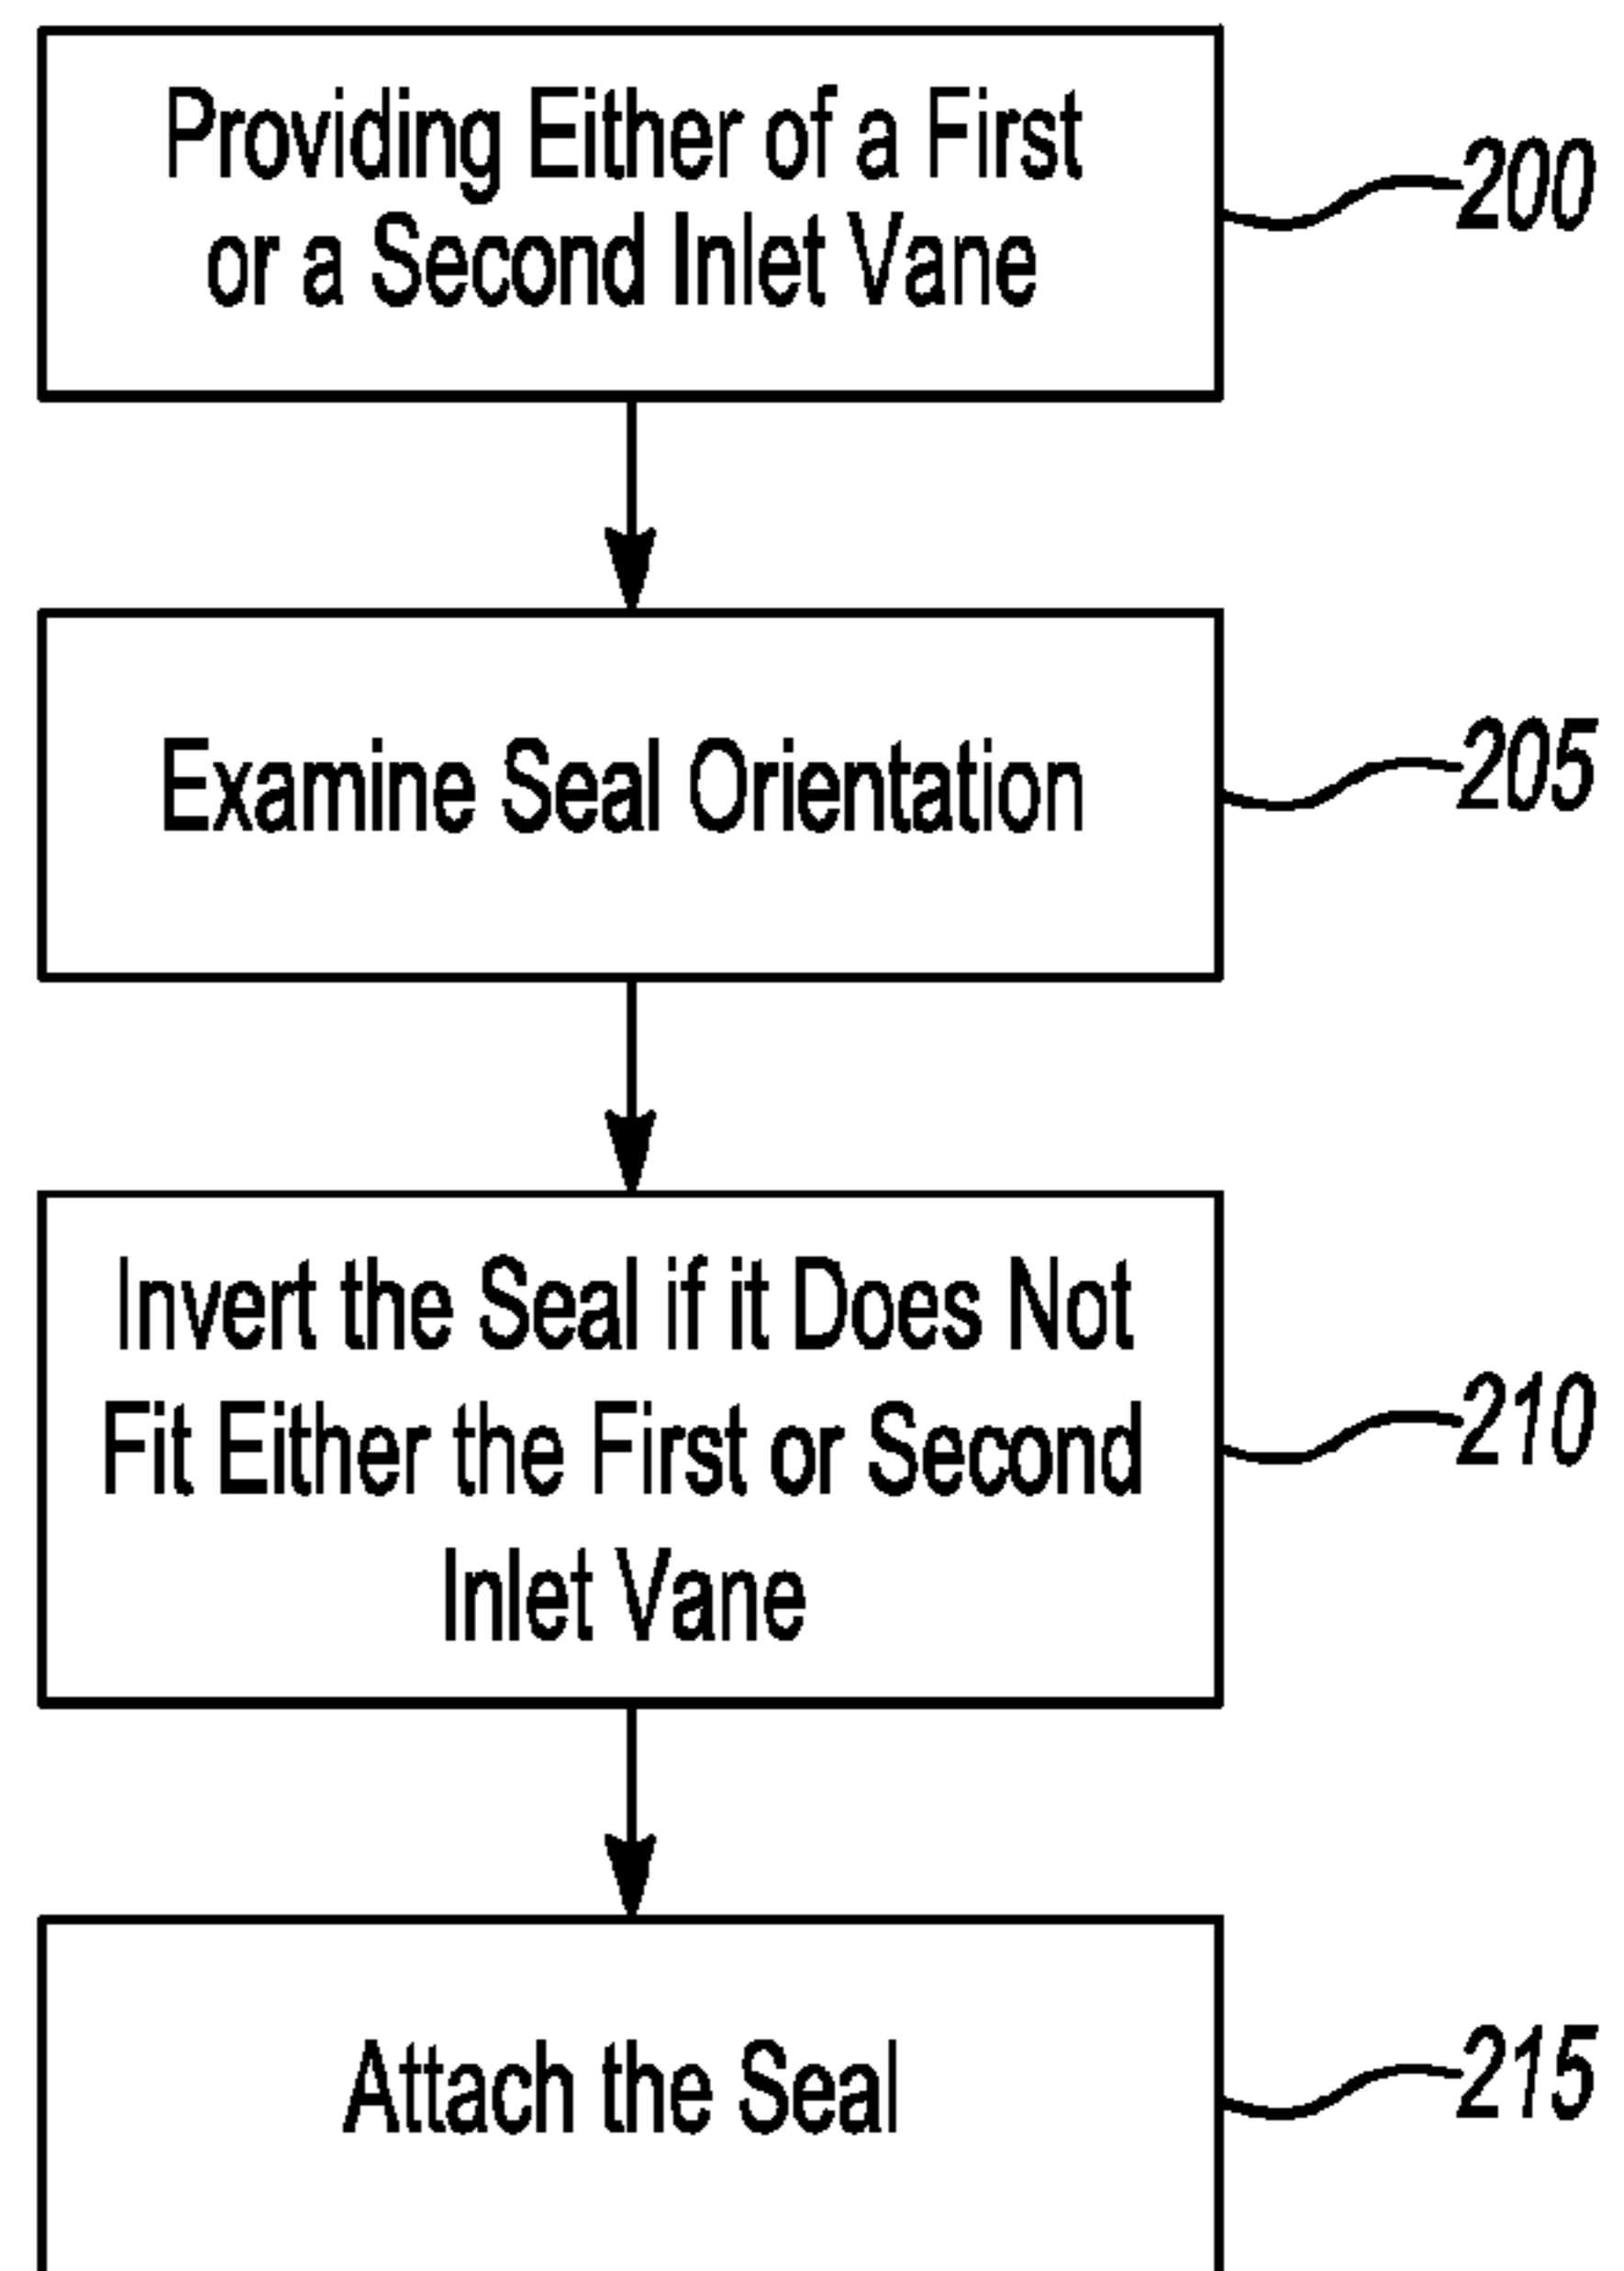 Providing Either of a First
or a Second Inlet Vane
200
Examine Seal Orientation
205
Invert the Seal if it Does Not
Fit Either the First or Second
Inlet Vane
210
Attach the Seal
215